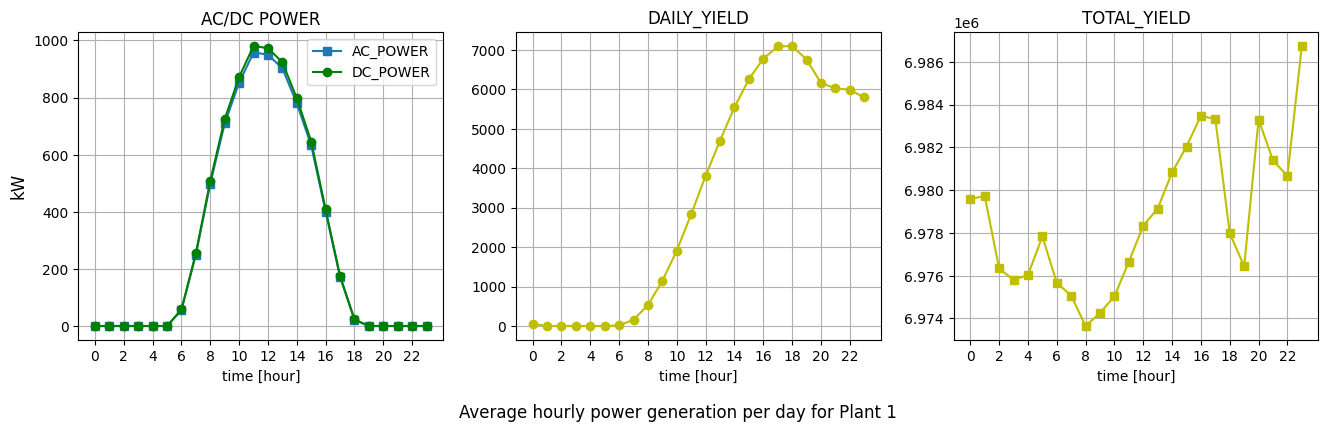 AC/DC POWER
AC_POWER
DC_POWER
kW
1000
800
600
400
200
0
0 2 4 6 8 10 12 14 16 18 20 22
time [hour]
DAILY_YIELD
7000
6000
5000
4000
3000
2000
1000
0
0 2 4 6 8 10 12 14 16 18 20 22
time [hour]
TOTAL_YIELD
1e6
6.986
6.984
6.982
6.980
6.978
6.976
6.974
0 2 4 6 8 10 12 14 16 18 20 22
time [hour]
Average hourly power generation per day for Plant 1